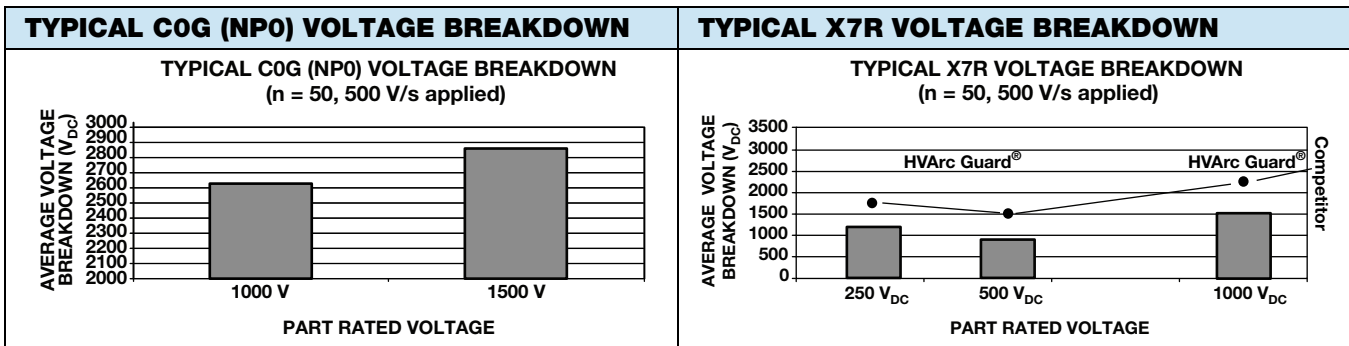 TYPICAL C0G (NP0) VOLTAGE BREAKDOWN
TYPICAL C0G (NP0) VOLTAGE BREAKDOWN
(n = 50, 500 V/s applied)
AVERAGE VOLTAGE
BREAKDOWN (VDC)
3000
2900
2800
2700
2600
2500
2400
2300
2200
2100
2000
1000 V
1500 V
PART RATED VOLTAGE
TYPICAL X7R VOLTAGE BREAKDOWN
TYPICAL X7R VOLTAGE BREAKDOWN
(n = 50, 500 V/s applied)
AVERAGE VOLTAGE
BREAKDOWN (VDC)
3500
3000
2500
2000
1500
1000
500
0
HVArc Guard®
HVArc Guard®
Competitor
250 VDC
500 VDC
1000 VDC
PART RATED VOLTAGE